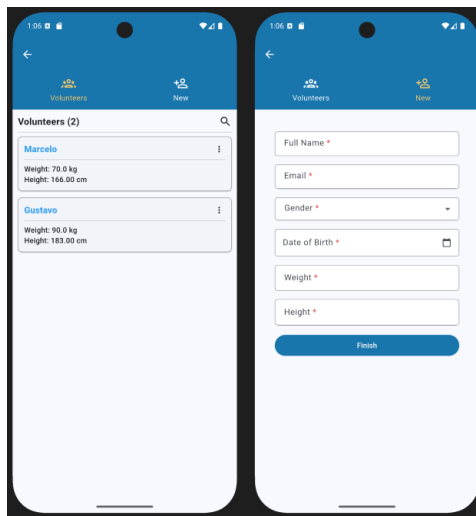 1:06
Volunteers
New
Volunteers (2)
Marcelo
Weight: 70.0 kg
Height: 166.00 cm
Gustavo
Weight: 90.0 kg
Height: 183.00 cm
1:06
Volunteers
New
Full Name *
Email *
Gender *
Date of Birth *
Weight *
Height *
Finish